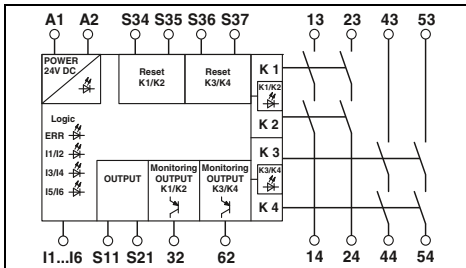 A1 A2 S34 S35 S36 S37 13 23 43 53
POWER
24V DC
Reset
K1/K2
Reset
K3/K4
K 1
K1/K2
K 2
Logic
ERR
I1/I2
I3/I4
I5/I6
K 3
K3/K4
K 4
OUTPUT
Monitoring
OUTPUT
K1/K2
Monitoring
OUTPUT
K3/K4
I1...I6 S11 S21 32 62 14 24 44 54